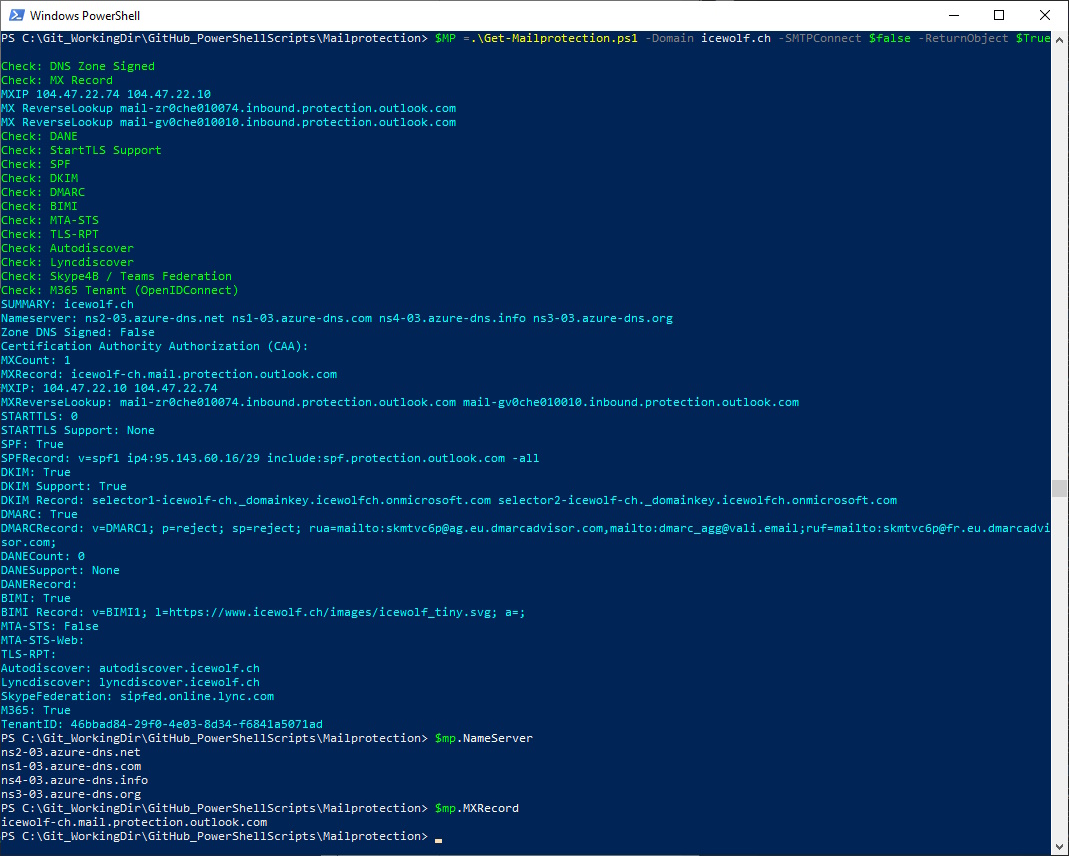 Windows PowerShell
PS C:\Git_WorkingDir\GitHub_PowerShellScripts\Mailprotection> $MP =.\Get-Mailprotection.ps1 -Domain icewolf.ch -SMTPConnect $false -ReturnObject $True
Check: DNS Zone Signed
Check: MX Record
MXIP 104.47.22.74 104.47.22.10
MX ReverseLookup mail-zr0che010074.inbound.protection.outlook.com
MX ReverseLookup mail-gv0che010010.inbound.protection.outlook.com
Check: DANE
Check: StartTLS Support
Check: SPF
Check: DKIM
Check: DMARC
Check: BIMI
Check: MTA-STS
Check: TLS-RPT
Check: Autodiscover
Check: Lyncdiscover
Check: Skype4B / Teams Federation
Check: M365 Tenant (OpenIDConnect)
SUMMARY: icewolf.ch
Nameserver: ns2-03.azure-dns.net ns1-03.azure-dns.com ns4-03.azure-dns.info ns3-03.azure-dns.org
Zone DNS Signed: False
Certification Authority Authorization (CAA):
MXCount: 1
MXRecord: icewolf-ch.mail.protection.outlook.com
MXIP: 104.47.22.10 104.47.22.74
MXReverseLookup: mail-zr0che010074.inbound.protection.outlook.com mail-gv0che010010.inbound.protection.outlook.com
STARTTLS: 0
STARTTLS Support: None
SPF: True
SPFRecord: v=spf1 ip4:95.143.60.16/29 include:spf.protection.outlook.com -all
DKIM: True
DKIM Support: True
DKIM Record: selector1-icewolf-ch._domainkey.icewolfch.onmicrosoft.com selector2-icewolf-ch._domainkey.icewolfch.onmicrosoft.com
DMARC: True
DMARCRecord: v=DMARC1; p=reject; sp=reject; rua=mailto:skmtvc6p@ag.eu.dmarcadvisor.com,mailto:dmarc_agg@vali.email;ruf=mailto:skmtvc6p@fr.eu.dmarcadvi
sor.com;
DANECount: 0
DANESupport: None
DANERecord:
BIMI: True
BIMI Record: v=BIMI1; l=https://www.icewolf.ch/images/icewolf_tiny.svg; a=;
MTA-STS: False
MTA-STS-Web:
TLS-RPT:
Autodiscover: autodiscover.icewolf.ch
Lyncdiscover: lyncdiscover.icewolf.ch
SkypeFederation: sipfed.online.lync.com
M365: True
TenantID: 46bbad84-29f0-4e03-8d34-f6841a5071ad
PS C:\Git_WorkingDir\GitHub_PowerShellScripts\Mailprotection> $mp.NameServer
ns2-03.azure-dns.net
ns1-03.azure-dns.com
ns4-03.azure-dns.info
ns3-03.azure-dns.org
PS C:\Git_WorkingDir\GitHub_PowerShellScripts\Mailprotection> $mp.MXRecord
icewolf-ch.mail.protection.outlook.com
PS C:\Git_WorkingDir\GitHub_PowerShellScripts\Mailprotection>